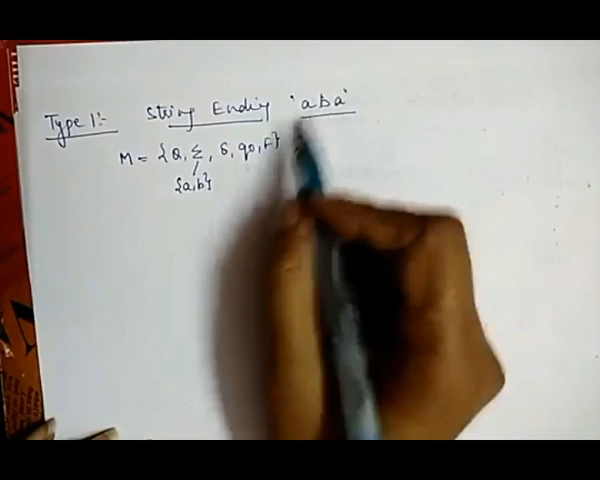 Type 1:- String Ending 'aba'
M = {Q, Σ, δ, q0, F}
{a,b}